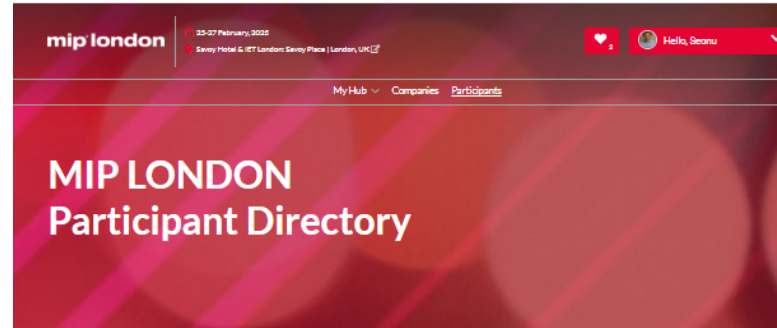 mip london
23-27 February, 2025
Savoy Hotel & IET London: Savoy Place | London, UK
2
Hello, Seonu
My Hub
Companies
Participants
MIP LONDON
Participant Directory